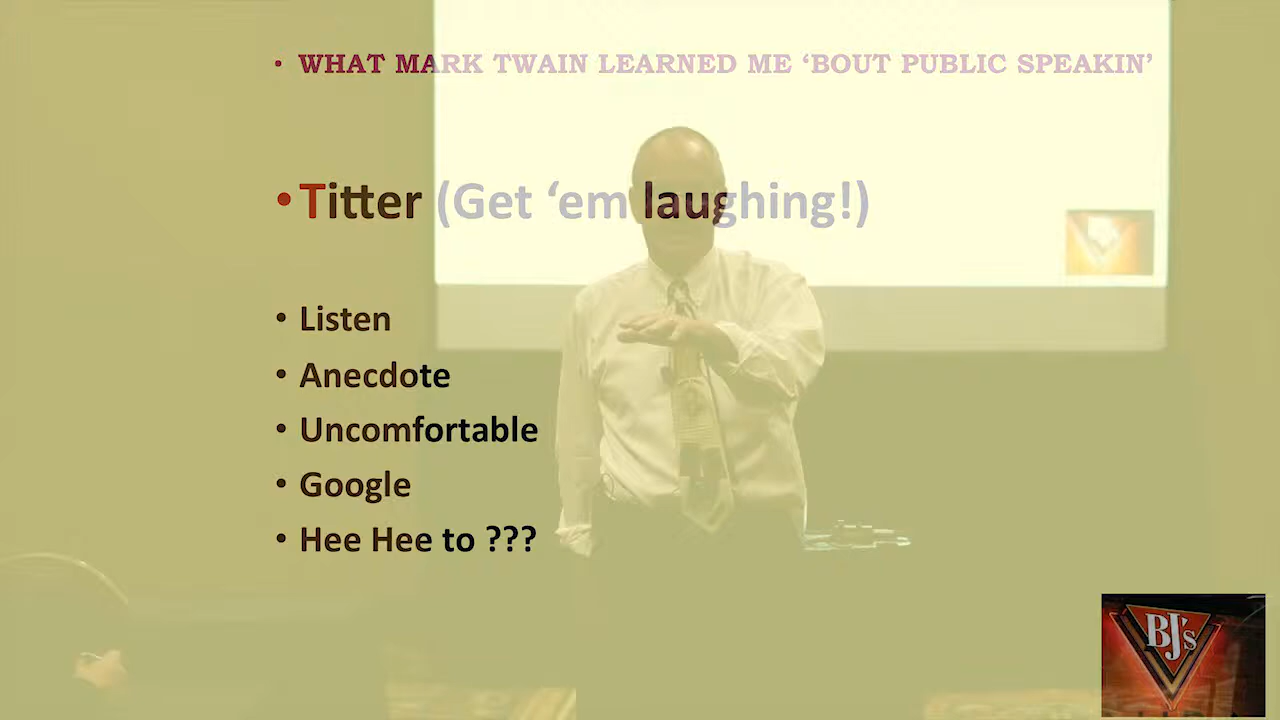 • WHAT MARK TWAIN LEARNED ME ‘BOUT PUBLIC SPEAKIN’
• Titter (Get ‘em laughing!)
• Listen
• Anecdote
• Uncomfortable
• Google
• Hee Hee to ???
BJ's